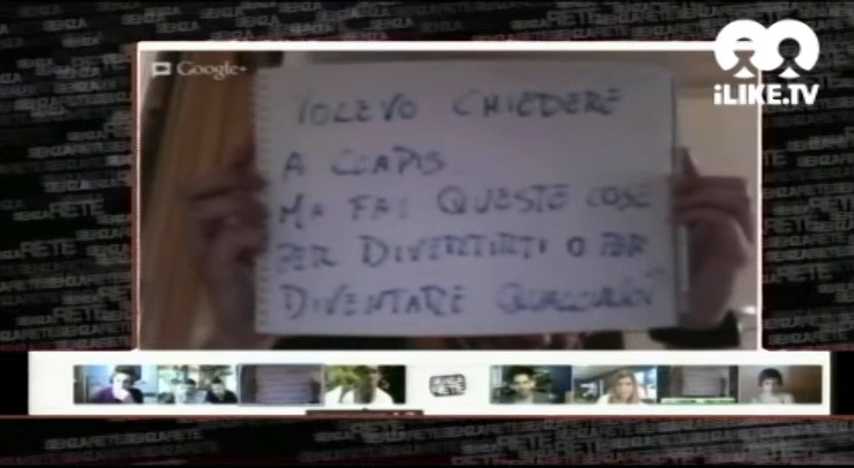 Google+
iLIKE.TV
VOLEVO CHIEDERE
A CLAPIS
MA FAI QUESTE COSE
PER DIVERTIRTI O PER
DIVENTARE QUALCUNO?
SENZA RETE